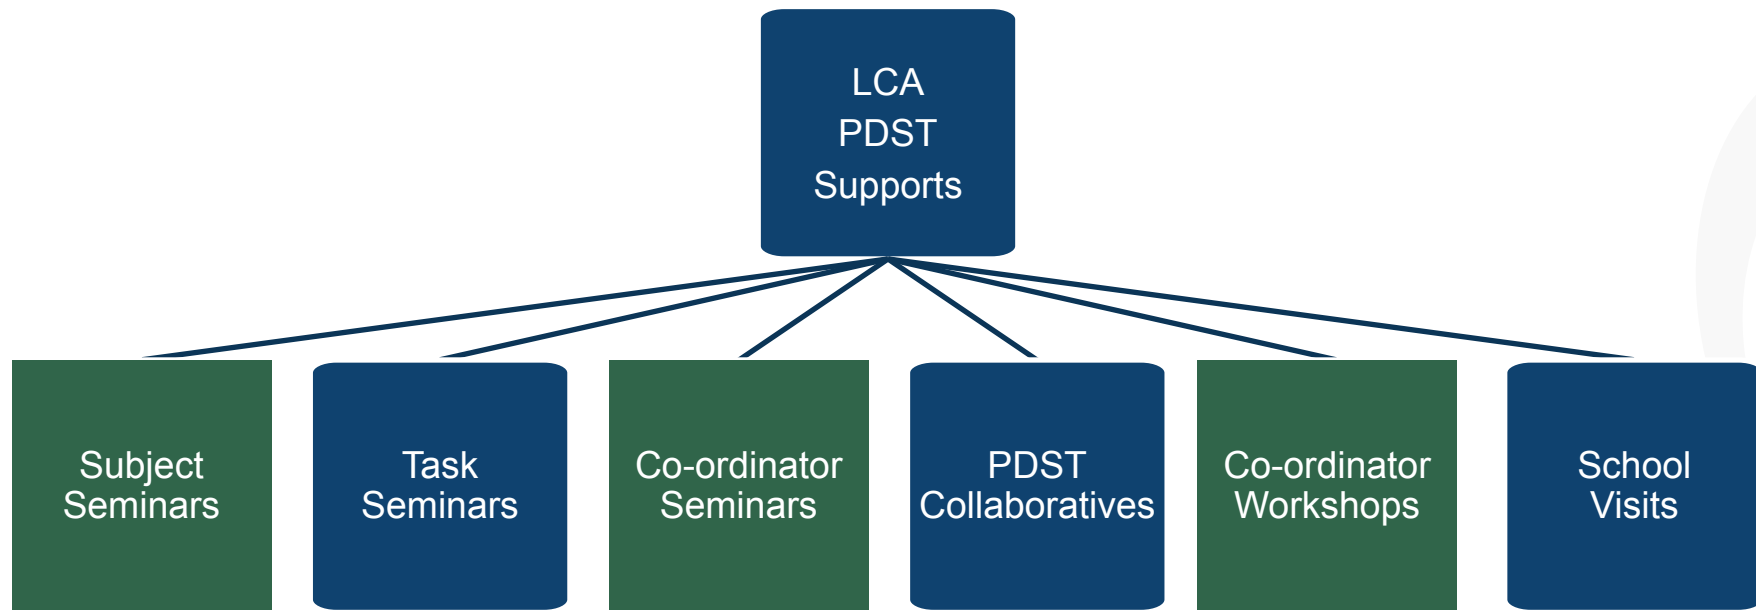 LCA
PDST
Supports
Subject
Seminars
Task
Seminars
Co-ordinator
Seminars
PDST
Collaboratives
Co-ordinator
Workshops
School
Visits